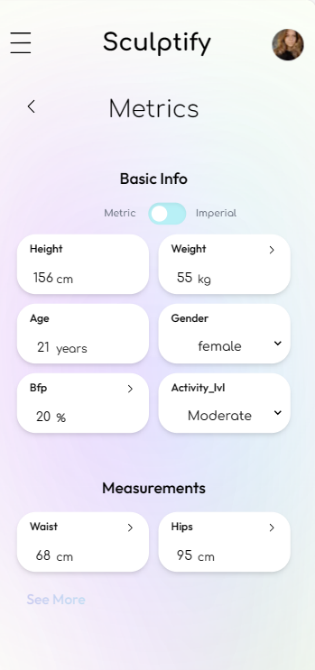 Sculptify
Metrics
Basic Info
Metric Imperial
Height Weight
156 cm 55 kg
Age Gender
21 years female
Bfp Activity_lvl
20 % Moderate
Measurements
Waist Hips
68 cm 95 cm
See More